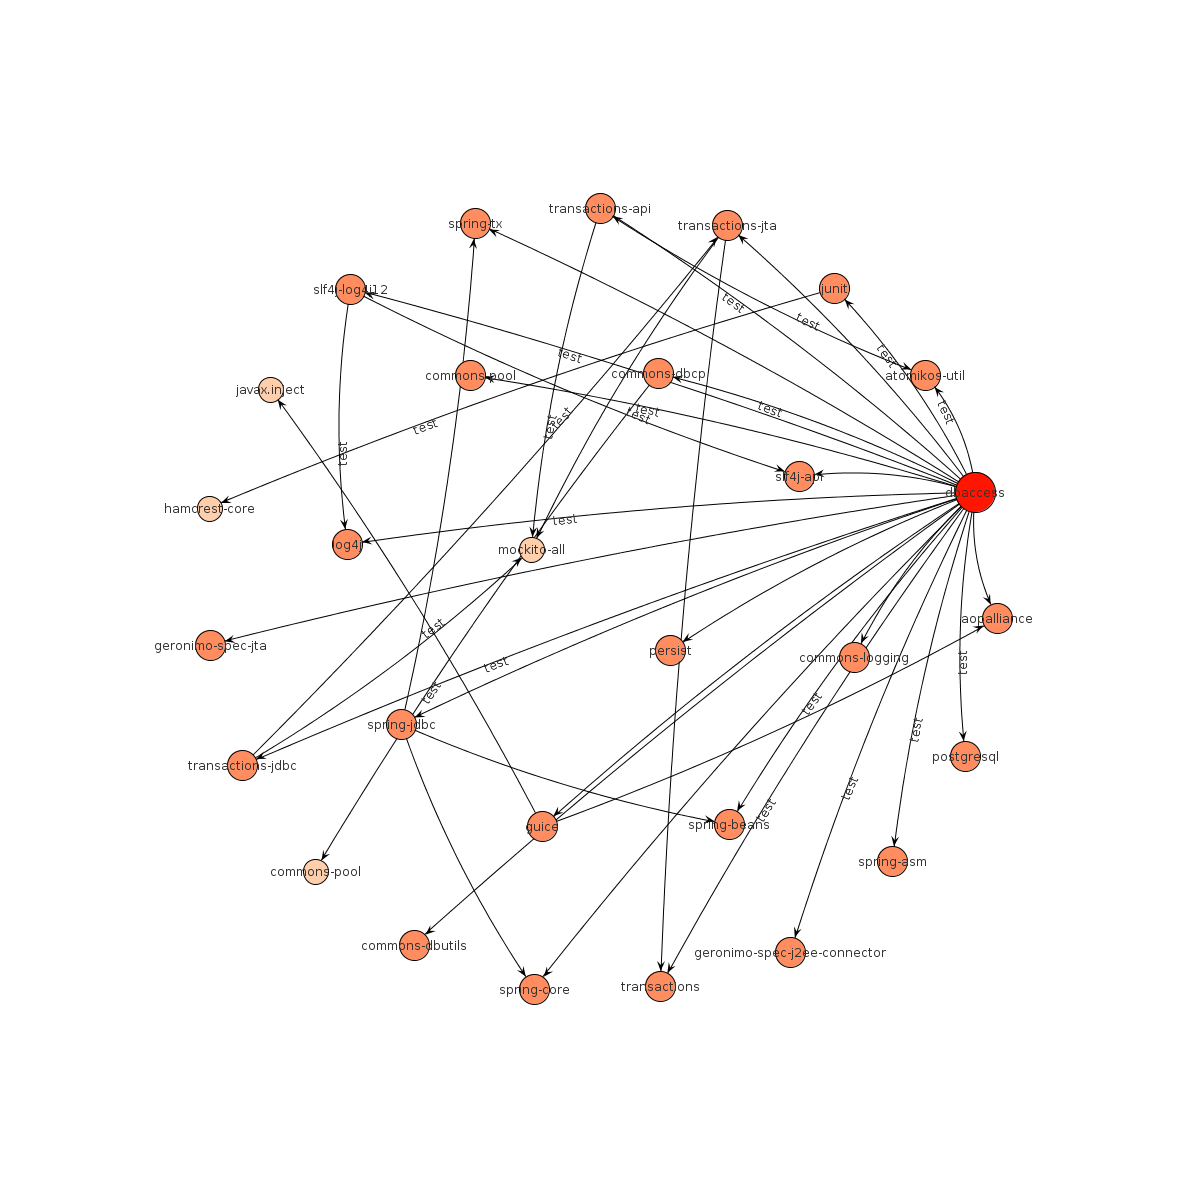 transactions-api
spring-tx
transactions-jta
slf4j-log4j12
junit
test
test
test
test
commons-pool
commons-dbcp
atomikos-util
javax.inject
test
test
test
test
test
test
test
test
slf4j-api
dbaccess
hamcrest-core
test
log4j
mockito-all
aopalliance
test
geronimo-spec-jta
persist
commons-logging
test
test
test
test
spring-jdbc
test
postgresql
transactions-jdbc
test
test
guice
spring-beans
spring-asm
commons-pool
commons-dbutils
geronimo-spec-j2ee-connector
spring-core
transactions